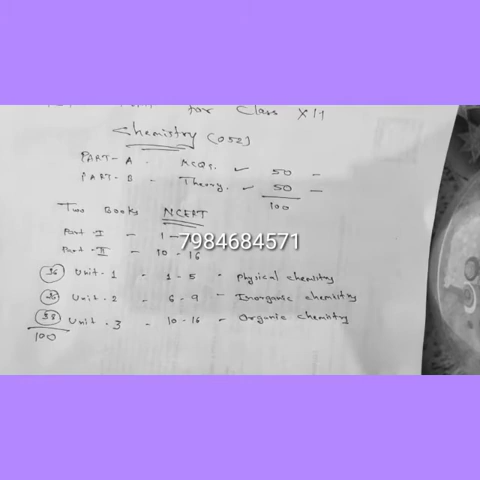 for Class XII
Chemistry (052)
PART-A - MCQs. ✓ 50 -
PART-B - Theory. ✓ 50 -
100
Two Books NCERT
Part-I - 1 -
7984684571
Part-II - 10-16
Unit-1 - 1-5 - Physical chemistry
Unit-2 - 6-9 - Inorganic chemistry
38 Unit-3 - 10-16 - Organic chemistry
100